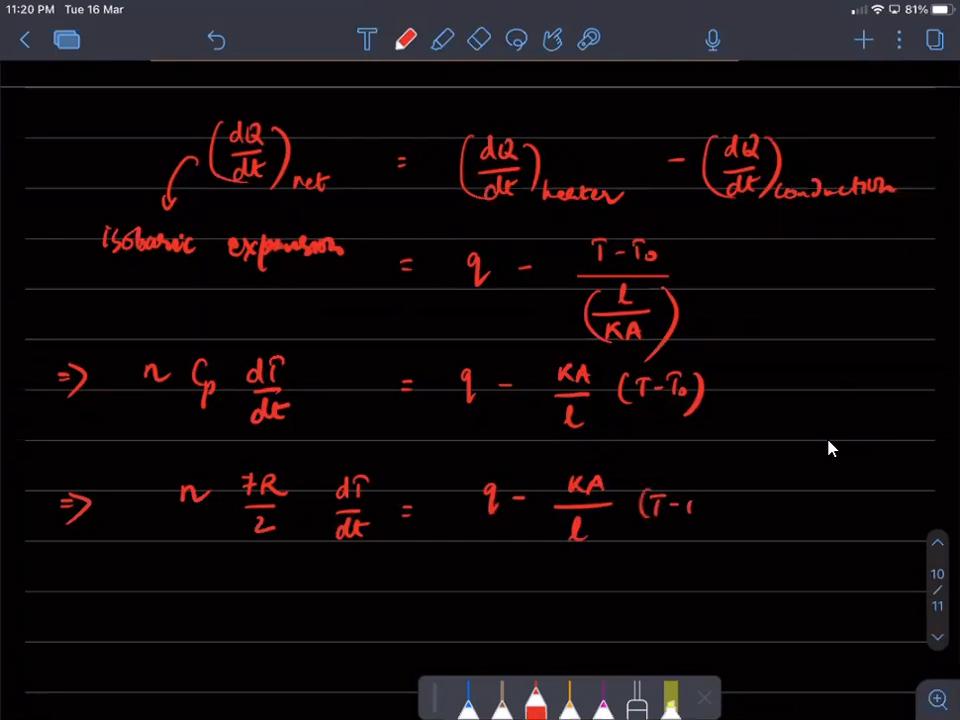 11:20 PM Tue 16 Mar 81%
(dQ/dt)net = (dQ/dt)heater - (dQ/dt)conduction
isobaric expansion = q - (T-T₀)/(l/KA)
⇒ n Cp dT/dt = q - KA/l (T-T₀)
⇒ n 7R/2 dT/dt = q - KA/l (T-
10
/
11